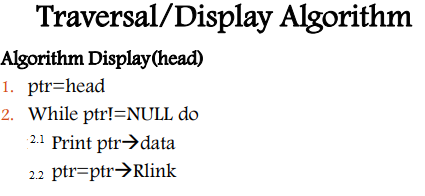 Traversal/Display Algorithm
Algorithm Display(head)
1. ptr=head
2. While ptr!=NULL do
2.1 Print ptr→data
2.2 ptr=ptr→Rlink